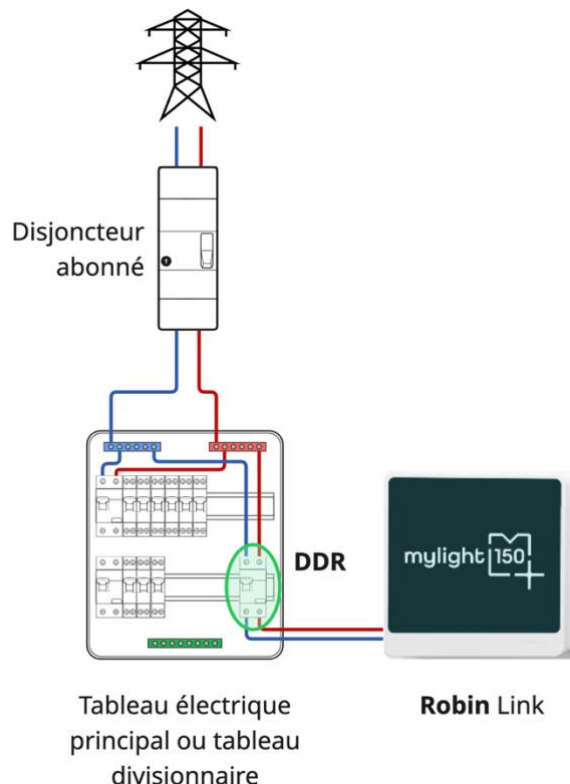 Disjoncteur
abonné
DDR
mylight 150
Tableau électrique
principal ou tableau
divisionnaire
Robin Link